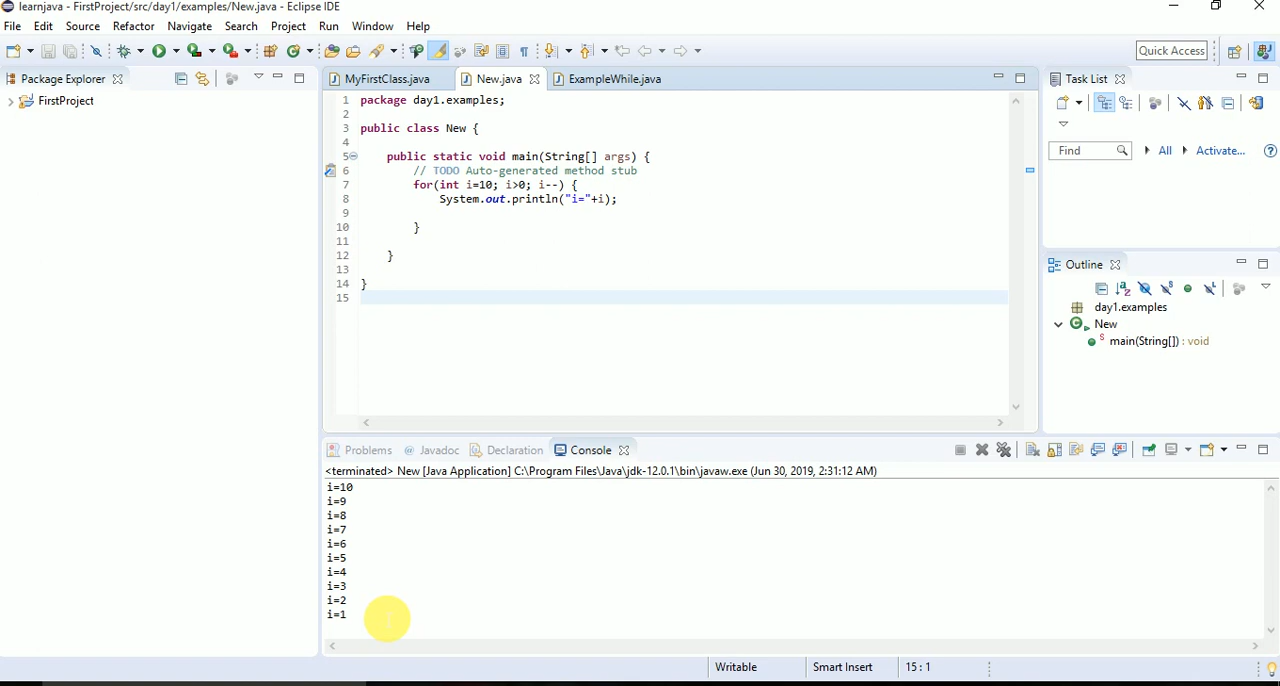 learnjava - FirstProject/src/day1/examples/New.java - Eclipse IDE
File Edit Source Refactor Navigate Search Project Run Window Help
Quick Access
Package Explorer
FirstProject
MyFirstClass.java New.java ExampleWhile.java
1 package day1.examples;
2
3 public class New {
4
5 public static void main(String[] args) {
6 // TODO Auto-generated method stub
7 for(int i=10; i>0; i--) {
8 System.out.println("i="+i);
9
10 }
11
12 }
13
14 }
15
Task List
Find All Activate...
Outline
day1.examples
New
main(String[]) : void
Problems @ Javadoc Declaration Console
<terminated> New [Java Application] C:\Program Files\Java\jdk-12.0.1\bin\javaw.exe (Jun 30, 2019, 2:31:12 AM)
i=10
i=9
i=8
i=7
i=6
i=5
i=4
i=3
i=2
i=1
Writable Smart Insert 15 : 1